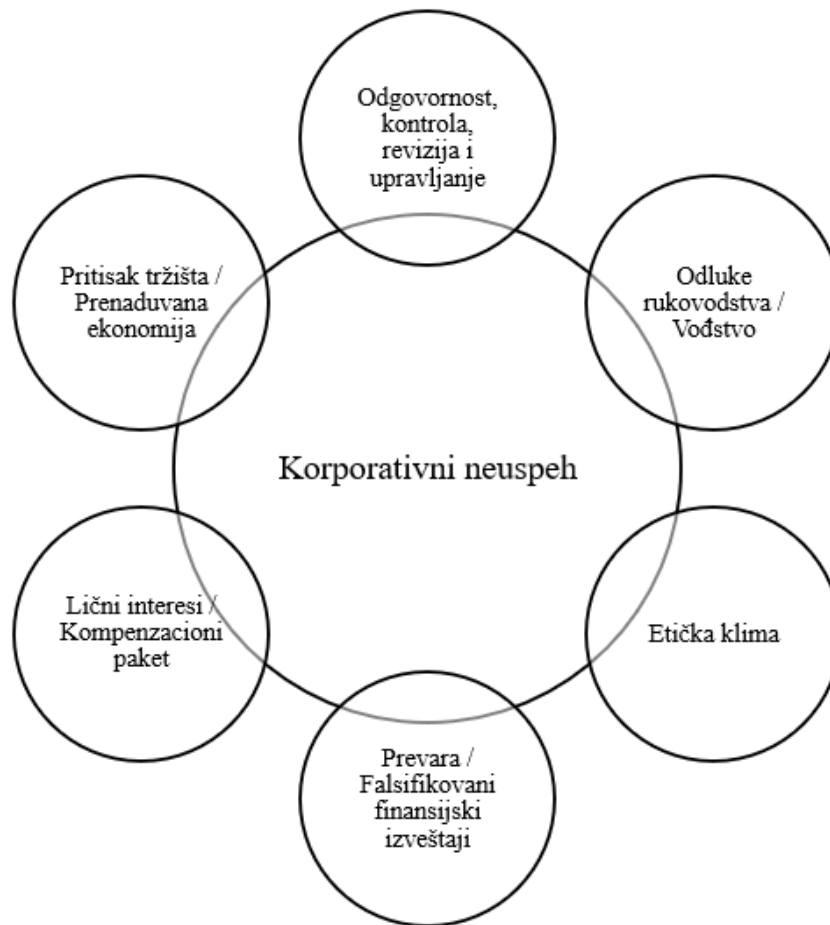 Odgovornost,
kontrola,
revizija i
upravljanje
Pritisak tržišta /
Prenaduvana
ekonomija
Odluke
rukovodstva /
Vođstvo
Korporativni neuspeh
Lični interesi /
Kompenzacioni
paket
Etička klima
Prevara /
Falsifikovani
finansijski
izveštaji